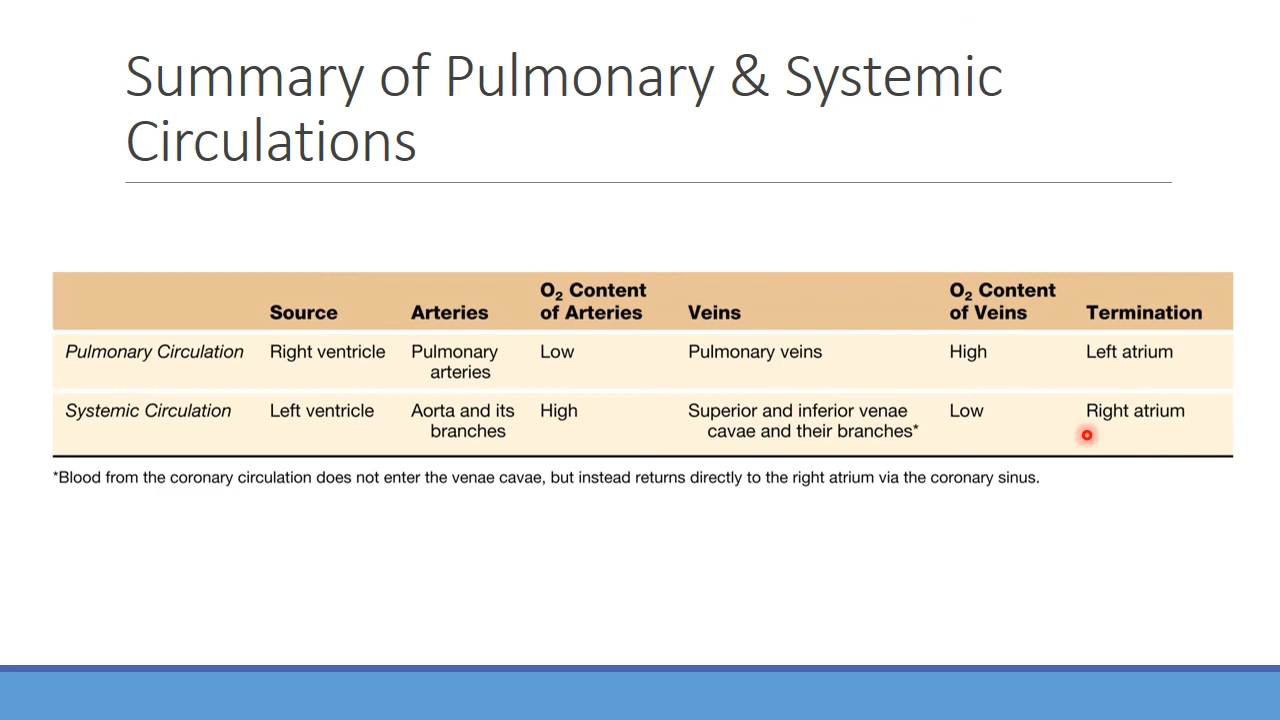 Summary of Pulmonary & Systemic
Circulations
Source Arteries O₂ Content of Arteries Veins O₂ Content of Veins Termination
Pulmonary Circulation Right ventricle Pulmonary arteries Low Pulmonary veins High Left atrium
Systemic Circulation Left ventricle Aorta and its branches High Superior and inferior venae cavae and their branches* Low Right atrium
*Blood from the coronary circulation does not enter the venae cavae, but instead returns directly to the right atrium via the coronary sinus.